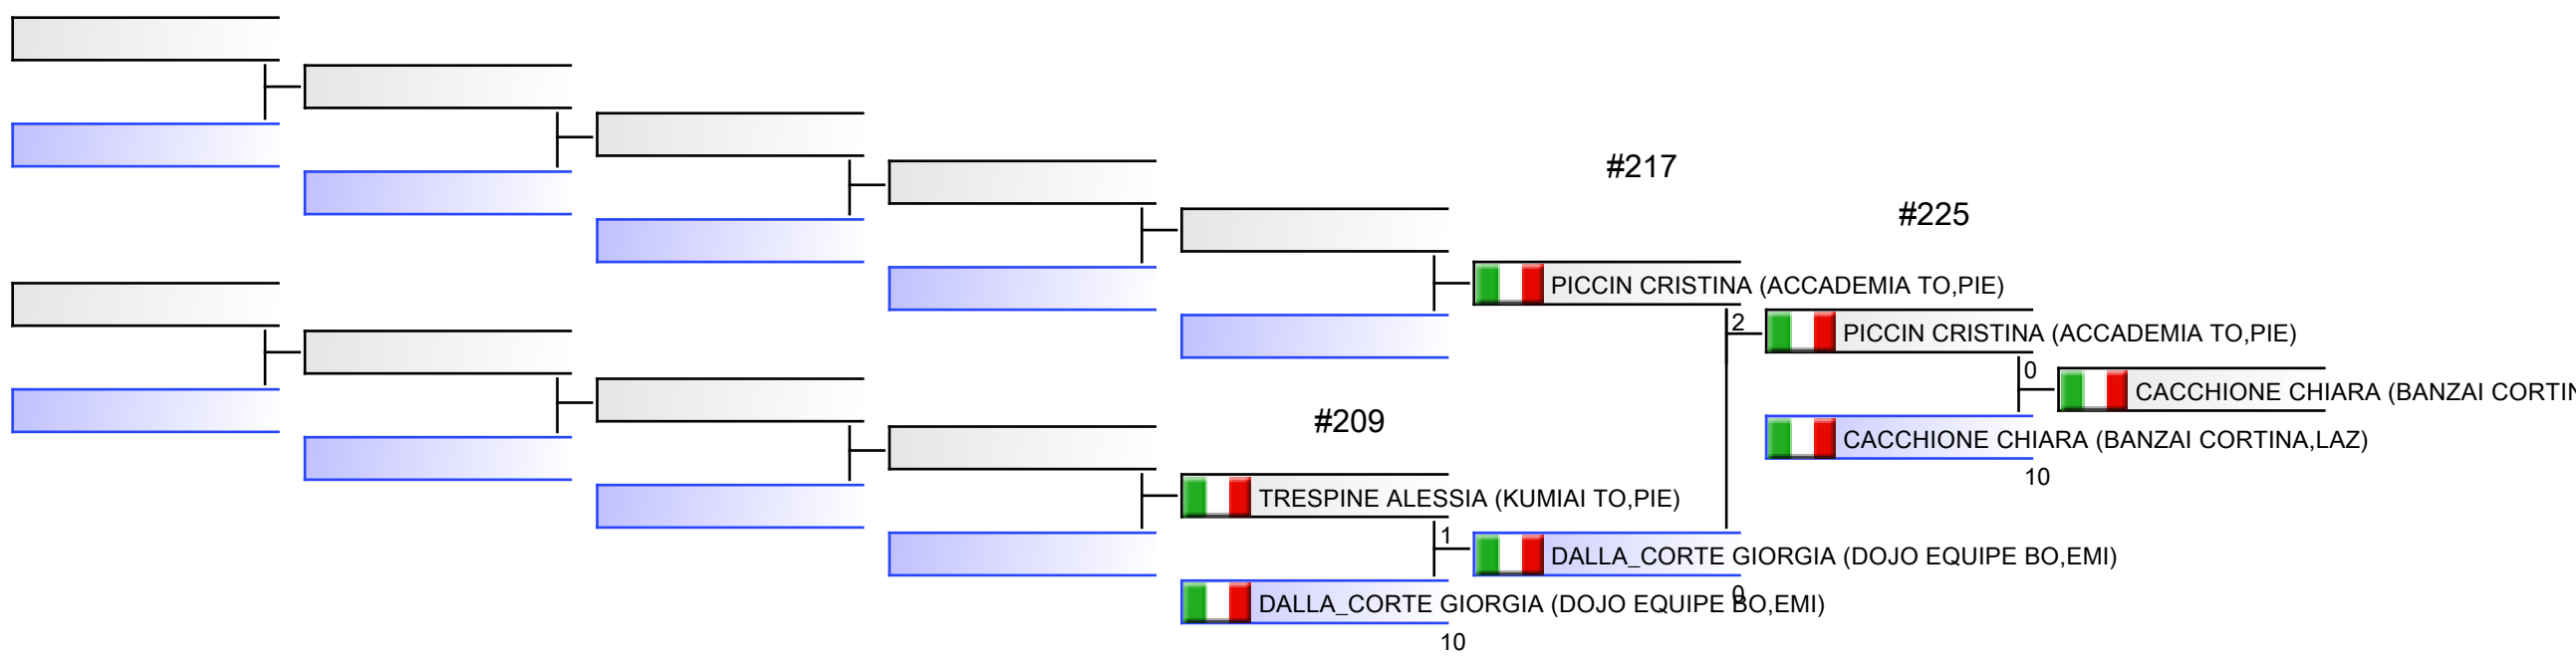 #217
#225
PICCIN CRISTINA (ACCADEMIA TO,PIE)
2
PICCIN CRISTINA (ACCADEMIA TO,PIE)
0
CACCHIONE CHIARA (BANZAI CORTIN
#209
CACCHIONE CHIARA (BANZAI CORTINA,LAZ)
10
TRESPINE ALESSIA (KUMIAI TO,PIE)
1
DALLA_CORTE GIORGIA (DOJO EQUIPE BO,EMI)
0
DALLA_CORTE GIORGIA (DOJO EQUIPE BO,EMI)
10